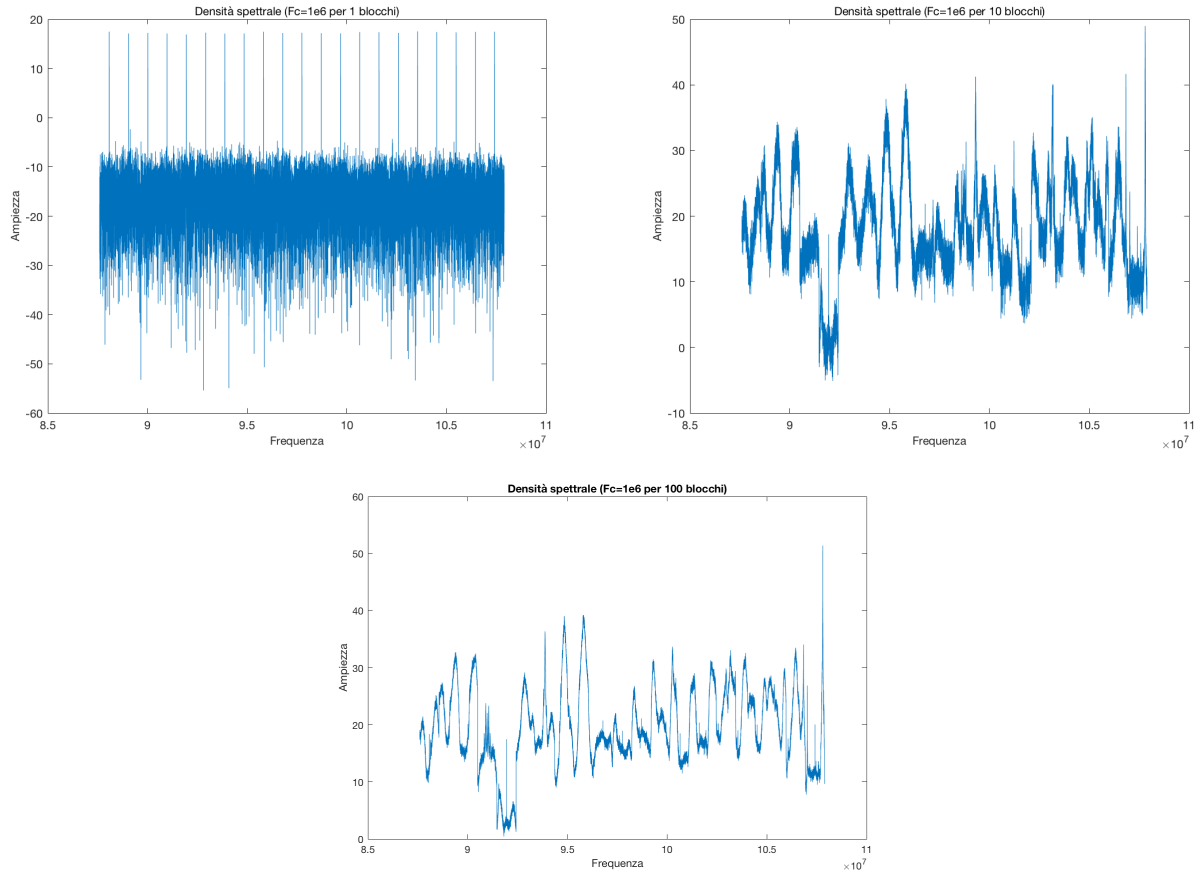 Densità spettrale (Fc=1e6 per 1 blocchi)
20
10
0
-10
-20
-30
-40
-50
-60
Ampiezza
8.5 9 9.5 10 10.5 11
Frequenza
×10^7
Densità spettrale (Fc=1e6 per 10 blocchi)
50
40
30
20
10
0
-10
Ampiezza
8.5 9 9.5 10 10.5 11
Frequenza
×10^7
Densità spettrale (Fc=1e6 per 100 blocchi)
60
50
40
30
20
10
0
Ampiezza
8.5 9 9.5 10 10.5 11
Frequenza
×10^7